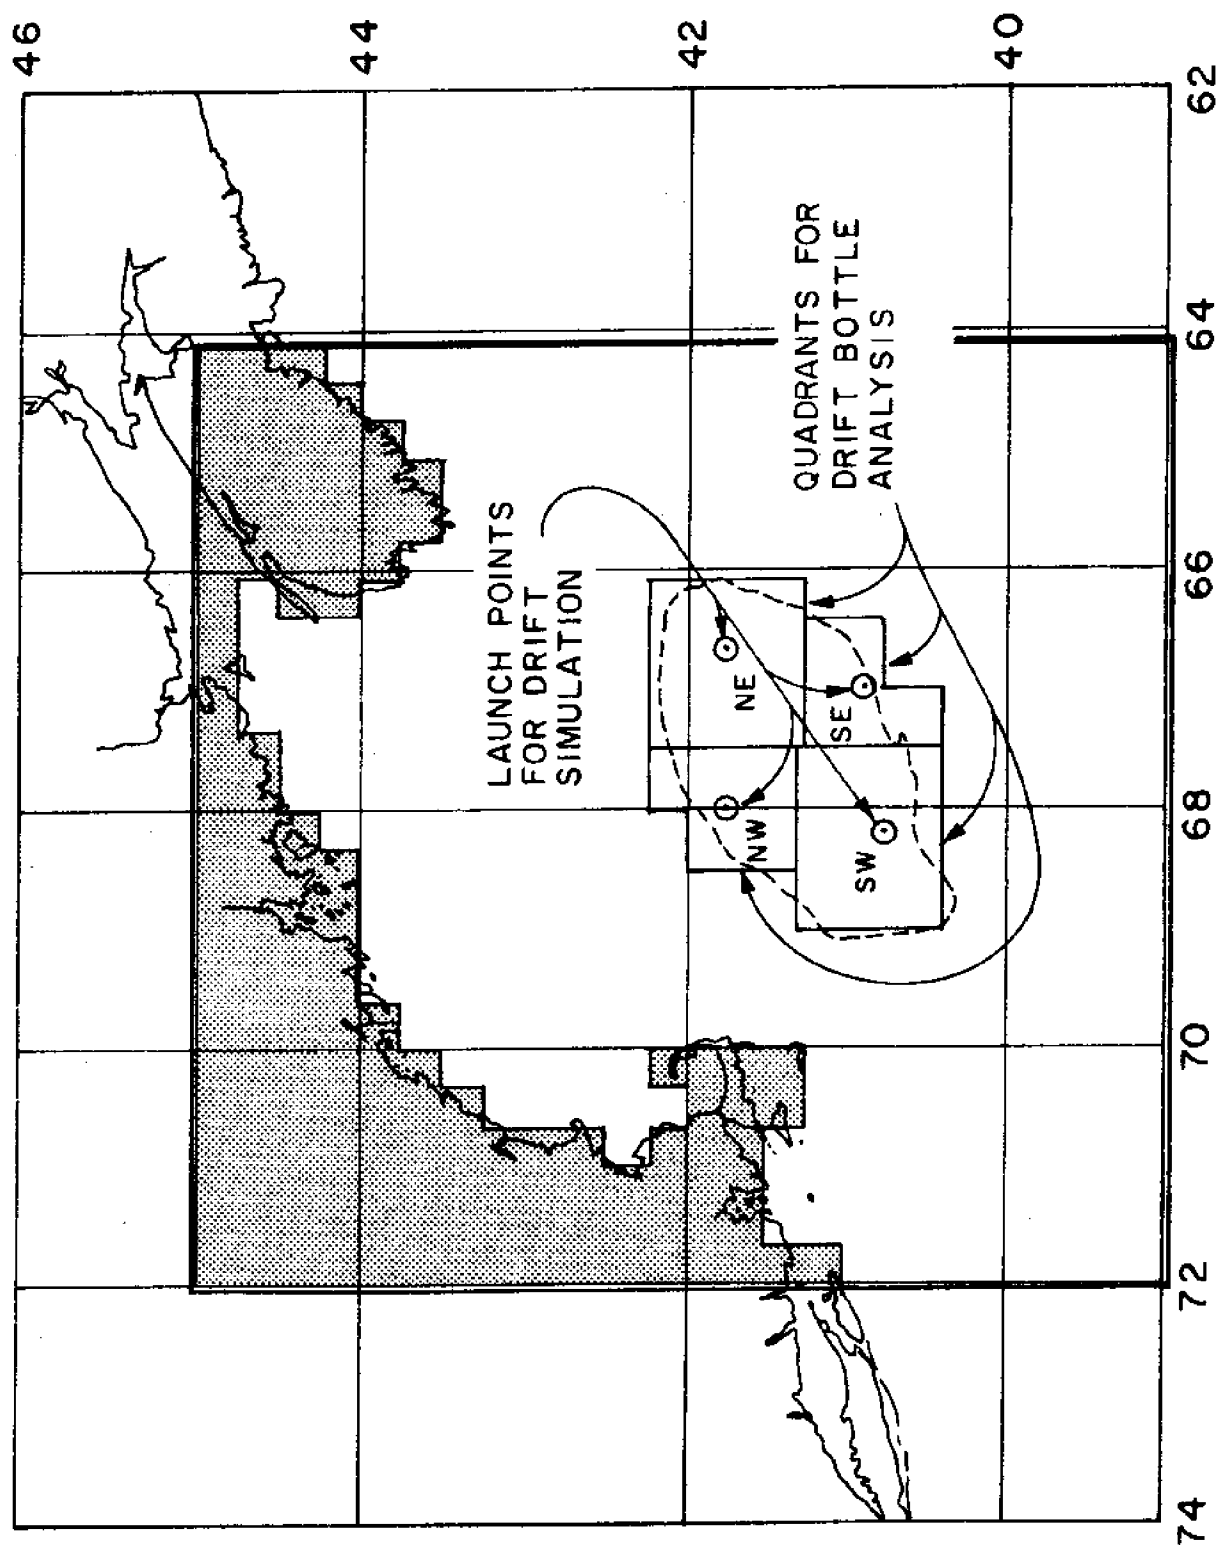 46
44
42
40
62
64
66
68
70
72
74
LAUNCH POINTS
FOR DRIFT
SIMULATION
QUADRANTS FOR
DRIFT BOTTLE
ANALYSIS
NE
SE
NW
SW